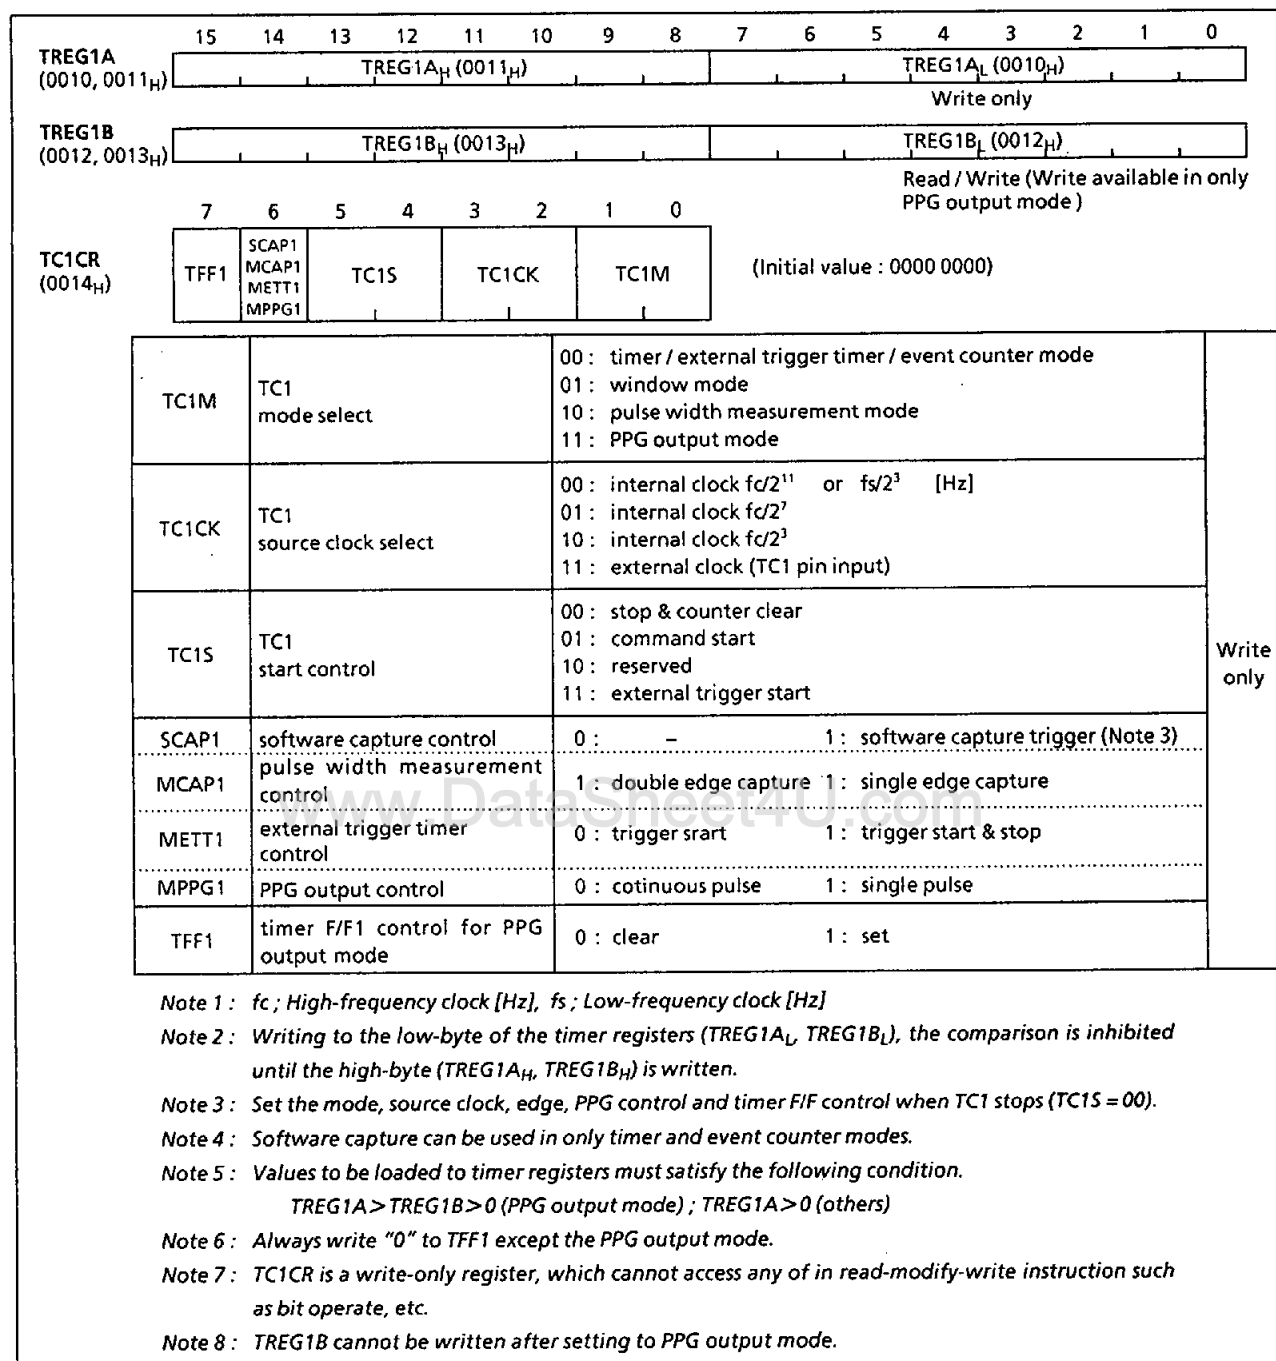 15 14 13 12 11 10 9 8 7 6 5 4 3 2 1 0
TREG1A
(0010, 0011H)
TREG1AH (0011H) TREG1AL (0010H)
Write only
TREG1B
(0012, 0013H)
TREG1BH (0013H) TREG1BL (0012H)
Read / Write (Write available in only
PPG output mode )
7 6 5 4 3 2 1 0
TC1CR
(0014H)
TFF1
SCAP1
MCAP1
METT1
MPPG1
TC1S TC1CK TC1M
(Initial value : 0000 0000)
TC1M
TC1
mode select
00 : timer / external trigger timer / event counter mode
01 : window mode
10 : pulse width measurement mode
11 : PPG output mode
TC1CK
TC1
source clock select
00 : internal clock fc/2¹¹ or fs/2³ [Hz]
01 : internal clock fc/2⁷
10 : internal clock fc/2³
11 : external clock (TC1 pin input)
TC1S
TC1
start control
00 : stop & counter clear
01 : command start
10 : reserved
11 : external trigger start
Write
only
SCAP1 software capture control 0 : – 1 : software capture trigger (Note 3)
MCAP1
pulse width measurement
control
1 : double edge capture 1 : single edge capture
www.DataSheet4U.com
METT1
external trigger timer
control
0 : trigger srart 1 : trigger start & stop
MPPG1 PPG output control 0 : cotinuous pulse 1 : single pulse
TFF1
timer F/F1 control for PPG
output mode
0 : clear 1 : set
Note 1 : fc ; High-frequency clock [Hz], fs ; Low-frequency clock [Hz]
Note 2 : Writing to the low-byte of the timer registers (TREG1AL, TREG1BL), the comparison is inhibited
until the high-byte (TREG1AH, TREG1BH) is written.
Note 3 : Set the mode, source clock, edge, PPG control and timer F/F control when TC1 stops (TC1S = 00).
Note 4 : Software capture can be used in only timer and event counter modes.
Note 5 : Values to be loaded to timer registers must satisfy the following condition.
TREG1A > TREG1B > 0 (PPG output mode) ; TREG1A > 0 (others)
Note 6 : Always write "0" to TFF1 except the PPG output mode.
Note 7 : TC1CR is a write-only register, which cannot access any of in read-modify-write instruction such
as bit operate, etc.
Note 8 : TREG1B cannot be written after setting to PPG output mode.